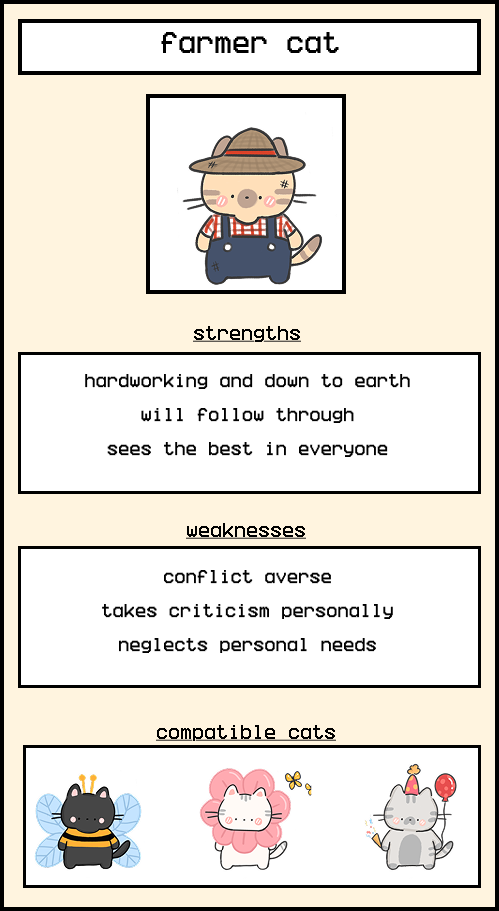 farmer cat
strengths
hardworking and down to earth
will follow through
sees the best in everyone
weaknesses
conflict averse
takes criticism personally
neglects personal needs
compatible cats